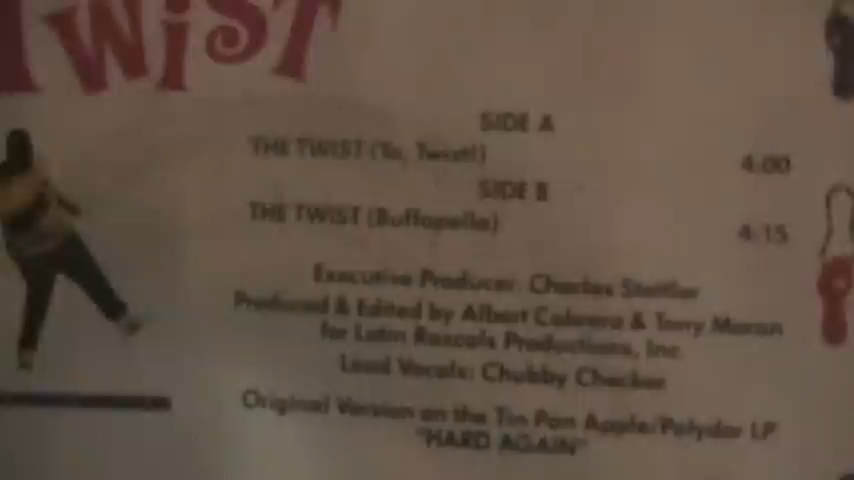 TWIST
SIDE A
THE TWIST (Yo, Twist!) 4:00
SIDE B
THE TWIST (Buffapella) 4:15
Executive Producer: Charles Stettler
Produced & Edited by Albert Cabrera & Tony Moran
for Latin Rascals Productions, Inc.
Lead Vocals: Chubby Checker
Original Version on the Tin Pan Apple/Polydor LP
"HARD AGAIN"